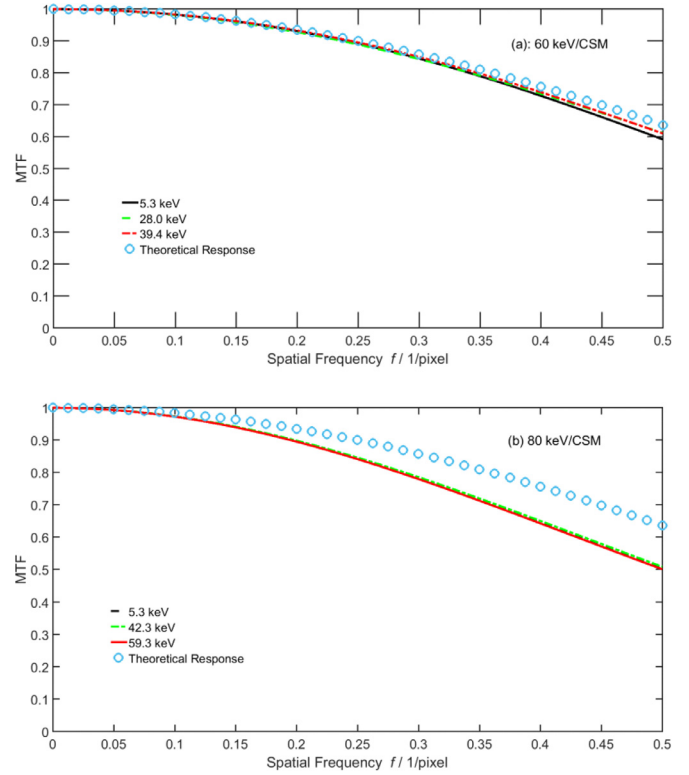 1
0.9
0.8
0.7
0.6
0.5
0.4
0.3
0.2
0.1
0
MTF
(a): 60 keV/CSM
5.3 keV
28.0 keV
39.4 keV
Theoretical Response
0 0.05 0.1 0.15 0.2 0.25 0.3 0.35 0.4 0.45 0.5
Spatial Frequency f / 1/pixel
1
0.9
0.8
0.7
0.6
0.5
0.4
0.3
0.2
0.1
0
MTF
(b) 80 keV/CSM
5.3 keV
42.3 keV
59.3 keV
Theoretical Response
0 0.05 0.1 0.15 0.2 0.25 0.3 0.35 0.4 0.45 0.5
Spatial Frequency f / 1/pixel